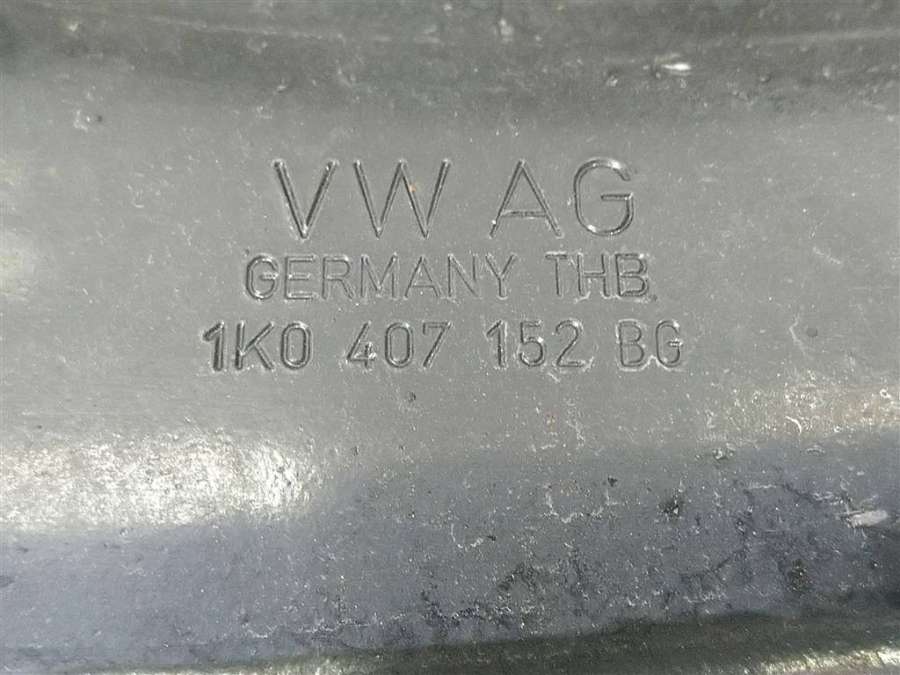 VW AG
GERMANY THB.
1K0 407 152 BG